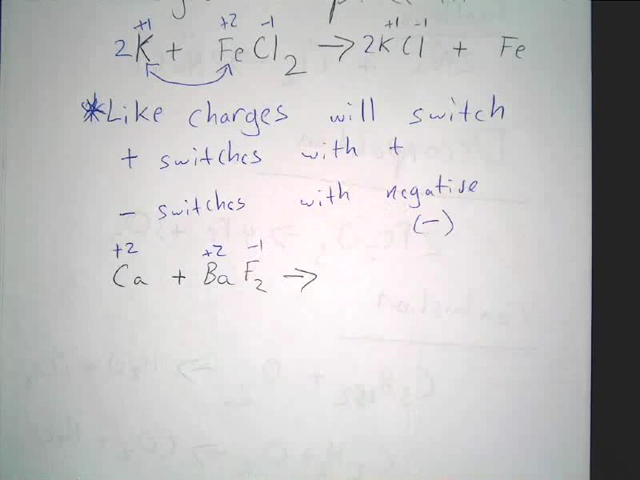 +1 +2 -1 +1 -1
2K + FeCl2 → 2KCl + Fe
*Like charges will switch
+ switches with +
- switches with negative
(-)
+2 +2 -1
Ca + BaF2 →